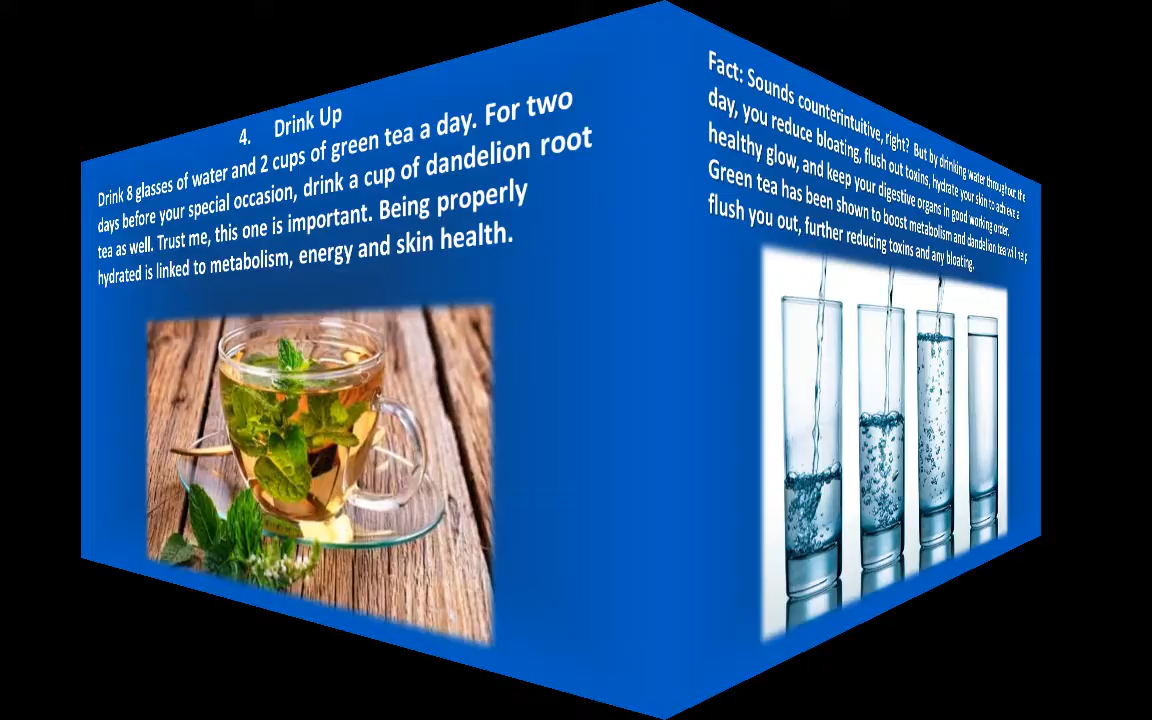 4. Drink Up
Drink 8 glasses of water and 2 cups of green tea a day. For two
days before your special occasion, drink a cup of dandelion root
tea as well. Trust me, this one is important. Being properly
hydrated is linked to metabolism, energy and skin health.
Fact: Sounds counterintuitive, right? But by drinking water throughout the
day, you reduce bloating, flush out toxins, hydrate your skin to achieve a
healthy glow, and keep your digestive organs in good working order.
Green tea has been shown to boost metabolism and dandelion tea will help
flush you out, further reducing toxins and any bloating.